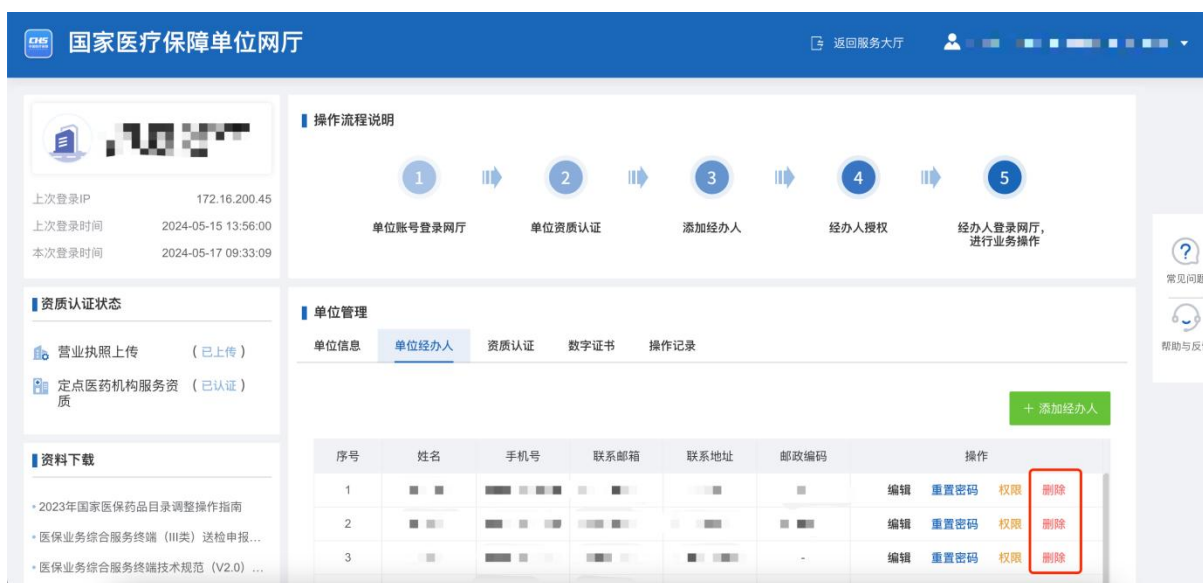 CHS
国家医疗保障单位网厅
返回服务大厅
上次登录IP 172.16.200.45
上次登录时间 2024-05-15 13:56:00
本次登录时间 2024-05-17 09:33:09
操作流程说明
1 2 3 4 5
单位账号登录网厅 单位资质认证 添加经办人 经办人授权 经办人登录网厅，
进行业务操作
常见问题
帮助与反
资质认证状态
营业执照上传 （已上传）
定点医药机构服务资 （已认证）
质
单位管理
单位信息 单位经办人 资质认证 数字证书 操作记录
+ 添加经办人
序号 姓名 手机号 联系邮箱 联系地址 邮政编码 操作
1 编辑 重置密码 权限 删除
2 编辑 重置密码 权限 删除
3 - 编辑 重置密码 权限 删除
资料下载
• 2023年国家医保药品目录调整操作指南
• 医保业务综合服务终端（III类）送检申报...
• 医保业务综合服务终端技术规范（V2.0）...